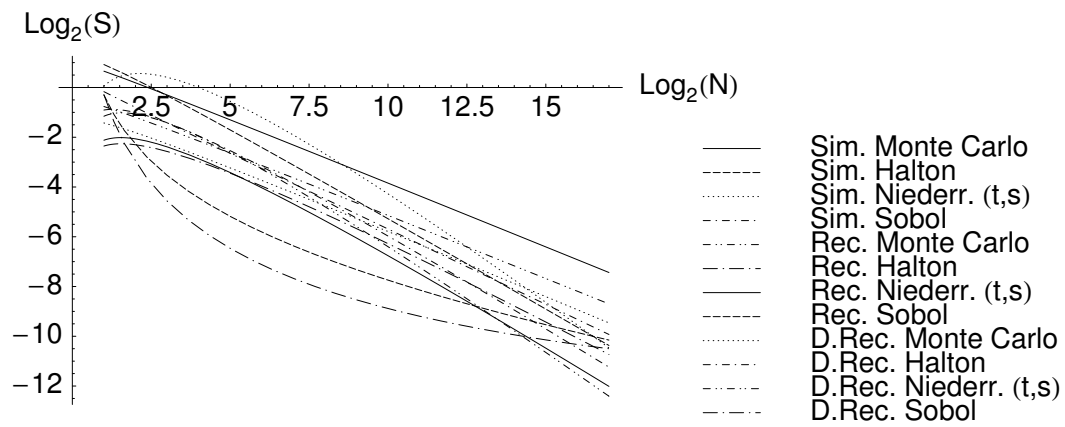 Log2(S)
2.5 5 7.5 10 12.5 15
Log2(N)
−2
−4
−6
−8
−10
−12
Sim. Monte Carlo
Sim. Halton
Sim. Niederr. (t,s)
Sim. Sobol
Rec. Monte Carlo
Rec. Halton
Rec. Niederr. (t,s)
Rec. Sobol
D.Rec. Monte Carlo
D.Rec. Halton
D.Rec. Niederr. (t,s)
D.Rec. Sobol